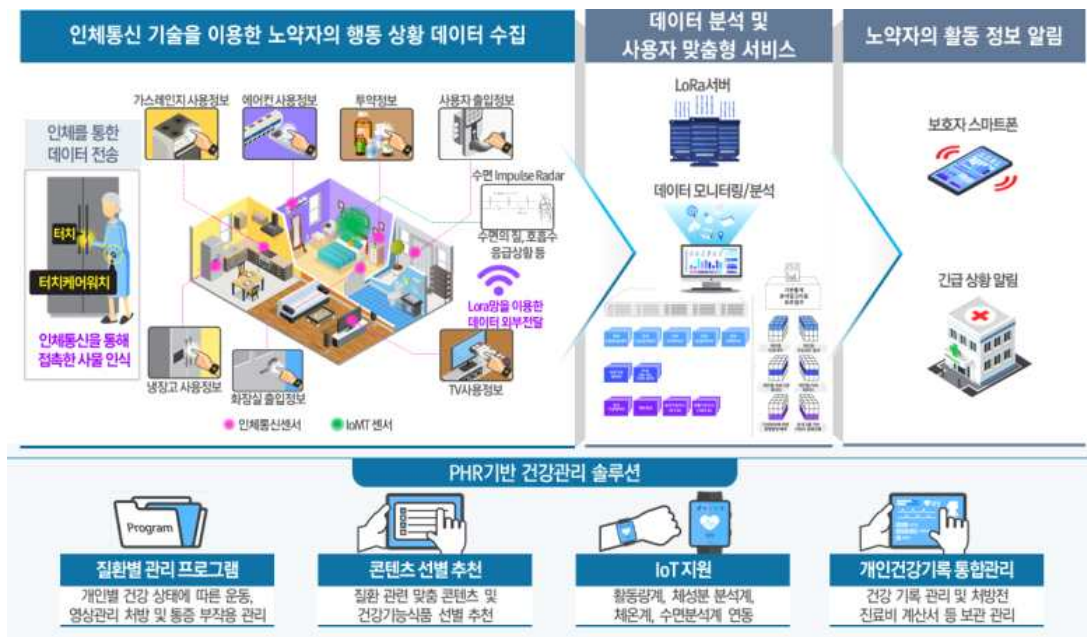 인체통신 기술을 이용한 노약자의 행동 상황 데이터 수집
데이터 분석 및
사용자 맞춤형 서비스
노약자의 활동 정보 알림
가스레인지 사용정보
에어컨 사용정보
투약정보
사용자 출입정보
인체를 통한
데이터 전송
터치
터치케어워치
인체통신을 통해
접촉한 사물 인식
수면 Impulse Radar
수면의 질, 호흡수
응급상황 등
Lora망을 이용한
데이터 외부전달
냉장고 사용정보
화장실 출입정보
TV사용정보
인체통신센서
IoMT 센서
LoRa서버
데이터 모니터링/분석
보호자 스마트폰
긴급 상황 알림
PHR기반 건강관리 솔루션
Program
질환별 관리 프로그램
개인별 건강 상태에 따른 운동,
영상관리 처방 및 통증 부작용 관리
콘텐츠 선별 추천
질환 관련 맞춤 콘텐츠 및
건강기능식품 선별 추천
IoT 지원
활동량계, 체성분 분석계,
체온계, 수면분석계 연동
개인건강기록 통합관리
건강 기록 관리 및 처방전
진료비 계산서 등 보관 관리